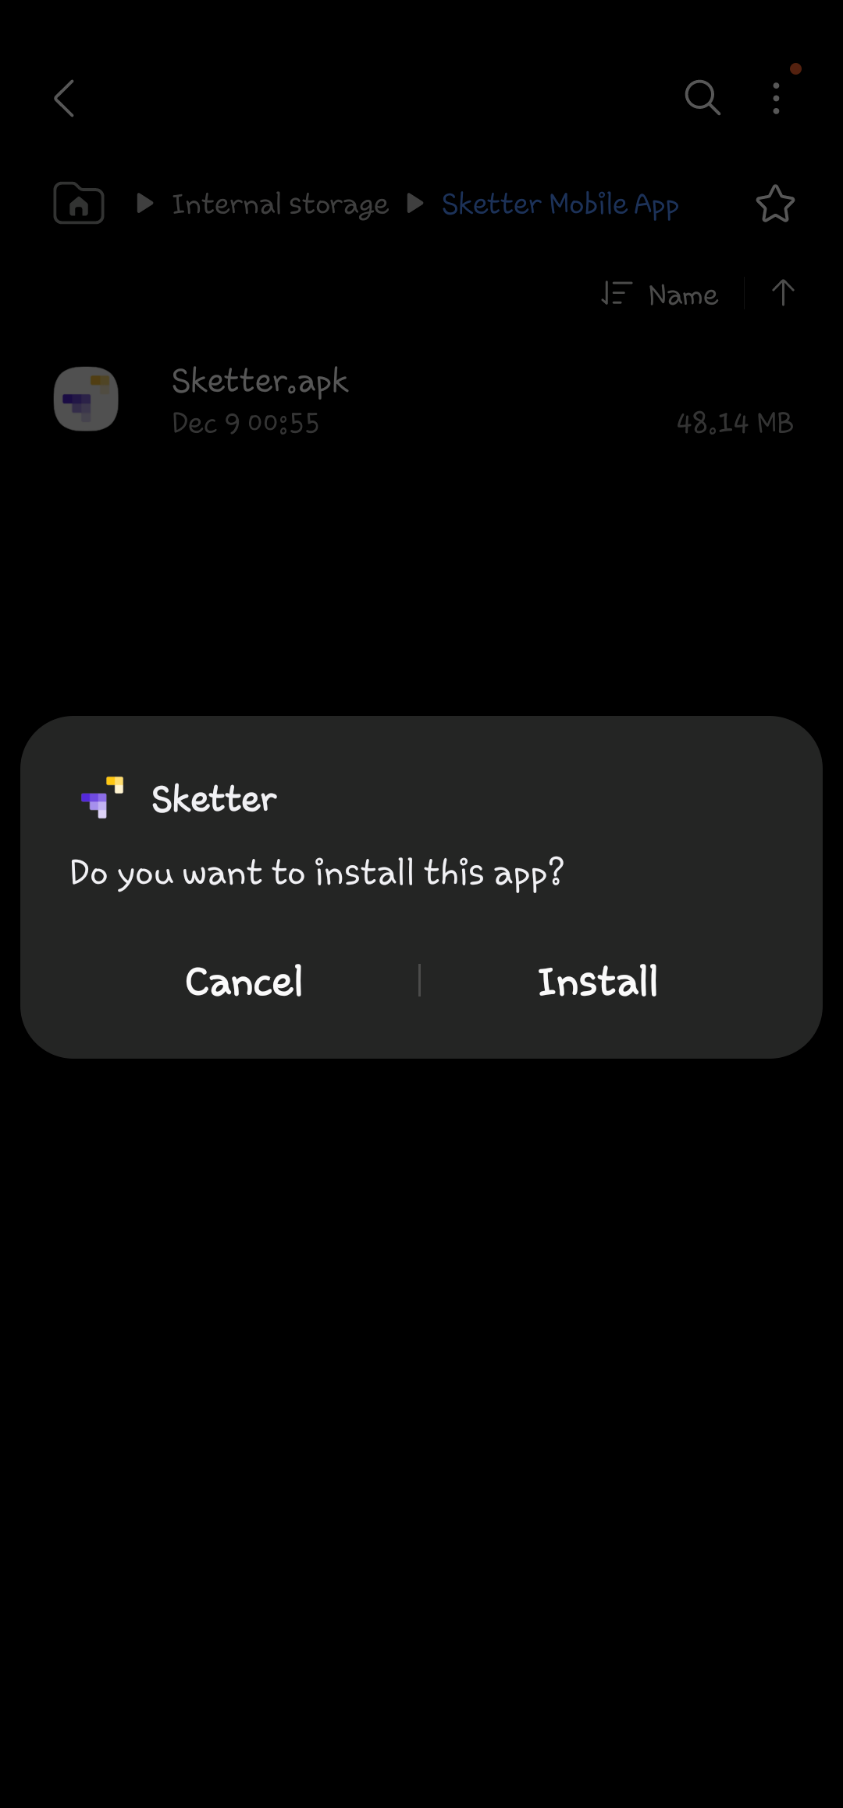 Internal storage Sketter Mobile App
Name
Sketter.apk
Dec 9 00:55 48.14 MB
Sketter
Do you want to install this app?
Cancel Install